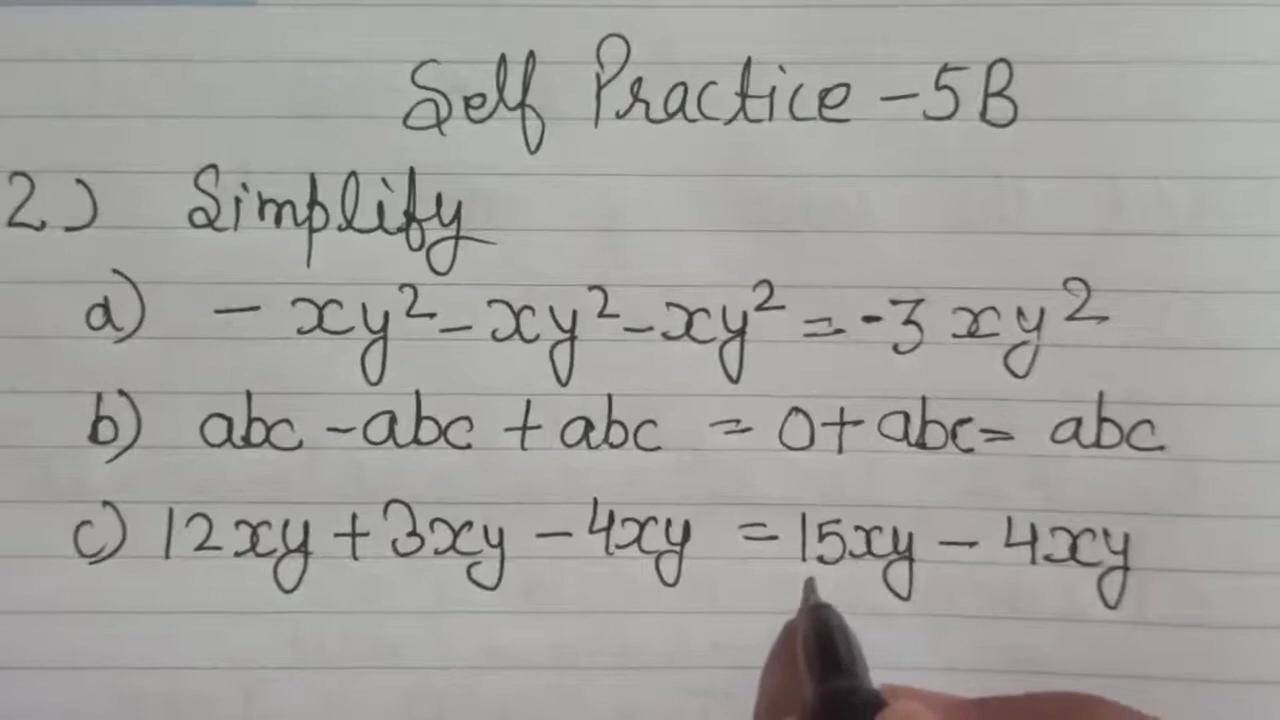 Self Practice - 5B
2) Simplify
a) - xy² - xy² - xy² = -3xy²
b) abc - abc + abc = 0 + abc = abc
c) 12xy + 3xy - 4xy = 15xy - 4xy